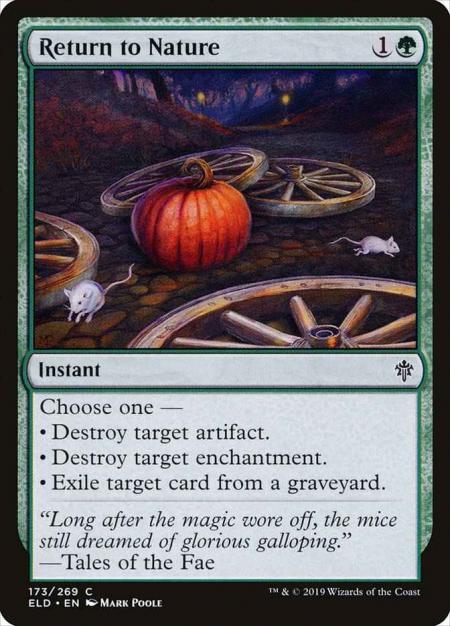 Return to Nature 1
Instant
Choose one —
• Destroy target artifact.
• Destroy target enchantment.
• Exile target card from a graveyard.
“Long after the magic wore off, the mice
still dreamed of glorious galloping.”
—Tales of the Fae
173/269 C
ELD • EN Mark Poole
™ & © 2019 Wizards of the Coast